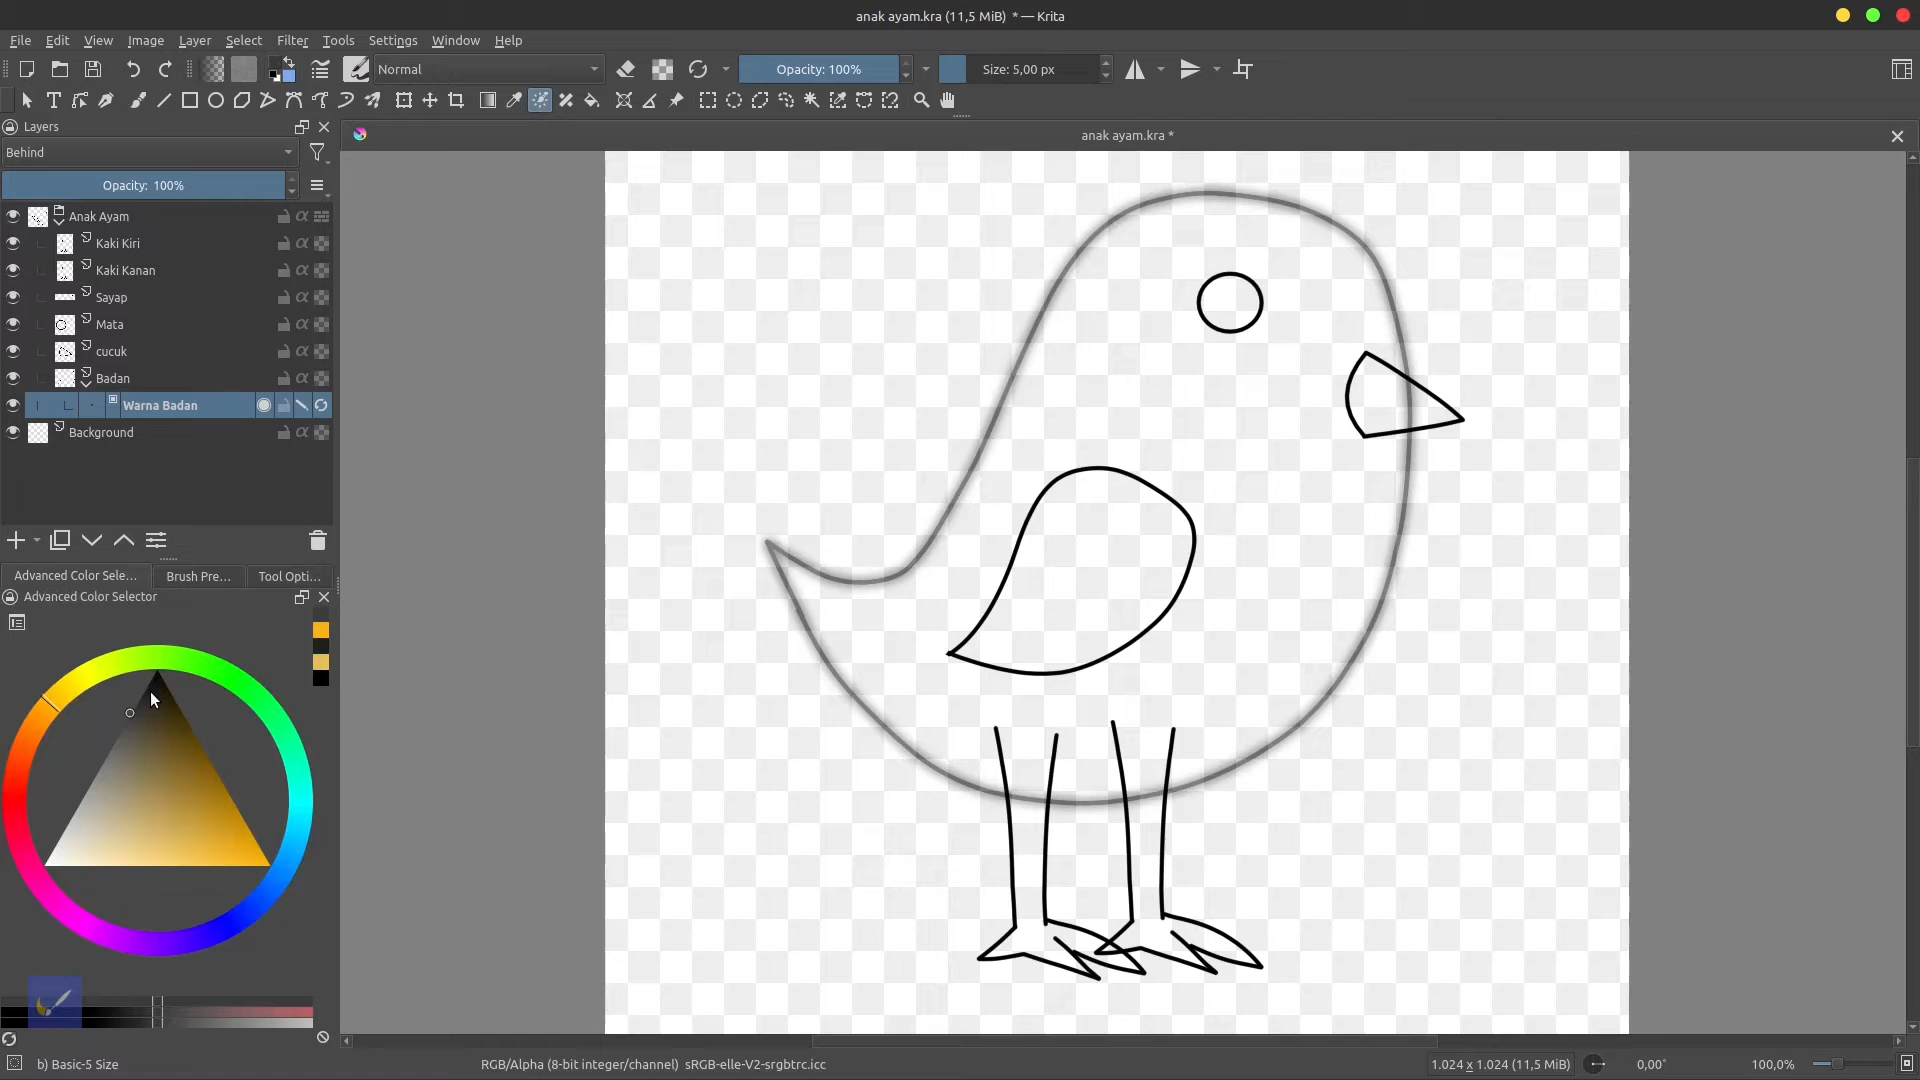 anak ayam.kra (11,5 MiB) * — Krita
File Edit View Image Layer Select Filter Tools Settings Window Help
Normal
Opacity: 100%
Size: 5,00 px
Layers
anak ayam.kra *
Behind
Opacity: 100%
Anak Ayam
Kaki Kiri
Kaki Kanan
Sayap
Mata
cucuk
Badan
Warna Badan
Background
Advanced Color Sele...
Brush Pre...
Tool Opti...
Advanced Color Selector
b) Basic-5 Size
RGB/Alpha (8-bit integer/channel) sRGB-elle-V2-srgbtrc.icc
1.024 x 1.024 (11,5 MiB)
0,00°
100,0%